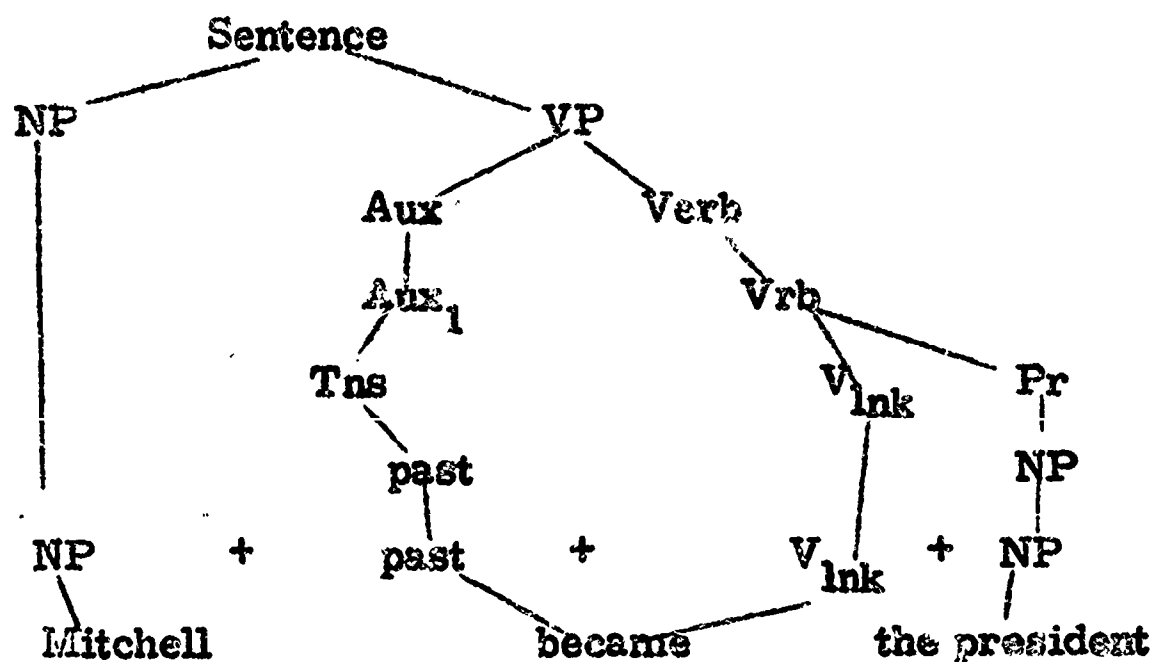 Sentence
NP VP
Aux Verb
Aux1 Vrb
Tns Vlnk Pr
past NP
NP + past + Vlnk + NP
Mitchell became the president